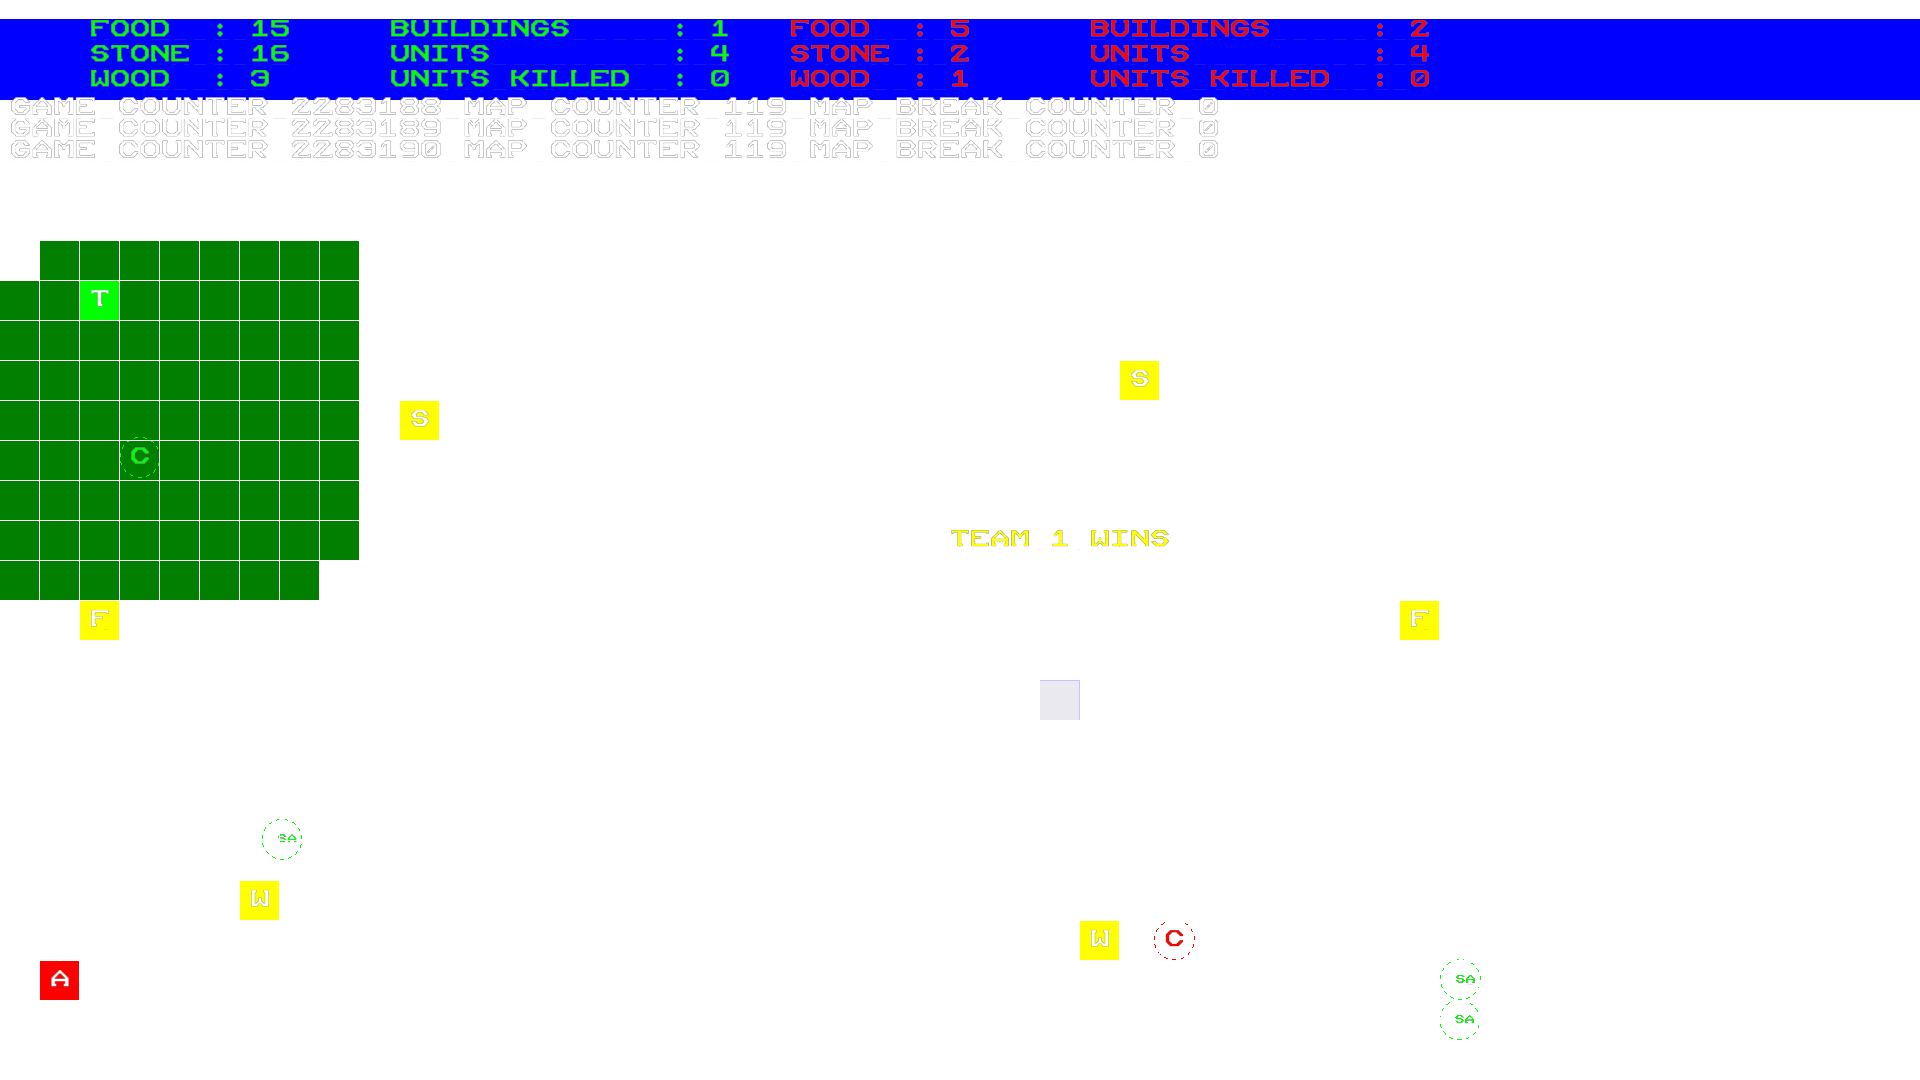 FOOD : 15 BUILDINGS : 1 FOOD : 5 BUILDINGS : 2
STONE : 16 UNITS : 4 STONE : 2 UNITS : 4
WOOD : 3 UNITS KILLED : 0 WOOD : 1 UNITS KILLED : 0
GAME COUNTER 2283188 MAP COUNTER 119 MAP BREAK COUNTER 0
GAME COUNTER 2283189 MAP COUNTER 119 MAP BREAK COUNTER 0
GAME COUNTER 2283190 MAP COUNTER 119 MAP BREAK COUNTER 0
T
S
S
C
TEAM 1 WINS
F F
SA
W
W C
A SA
SA